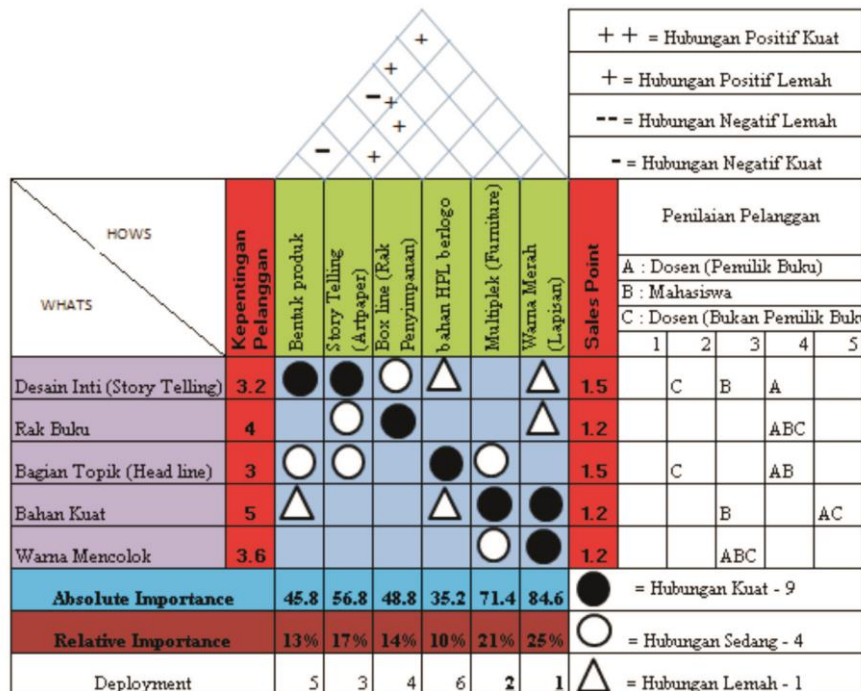 + + = Hubungan Positif Kuat
+ = Hubungan Positif Lemah
-- = Hubungan Negatif Lemah
- = Hubungan Negatif Kuat
+
+
-
+
+
-
+
HOWS
WHATS
Kepentingan Pelanggan
Bentuk produk
Story Telling (Artpaper)
Box line (Rak Penyimpanan)
bahan HPL berlogo
Multiplek (Furniture)
Warna Merah (Lapisan)
Sales Point
Penilaian Pelanggan
A : Dosen (Pemilik Buku)
B : Mahasiswa
C : Dosen (Bukan Pemilik Buku
1 2 3 4 5
Desain Inti (Story Telling) 3.2 1.5 C B A
Rak Buku 4 1.2 ABC
Bagian Topik (Head line) 3 1.5 C AB
Bahan Kuat 5 1.2 B AC
Warna Mencolok 3.6 1.2 ABC
Absolute Importance 45.8 56.8 48.8 35.2 71.4 84.6 = Hubungan Kuat - 9
Relative Importance 13% 17% 14% 10% 21% 25% = Hubungan Sedang - 4
Deployment 5 3 4 6 2 1 = Hubungan Lemah - 1